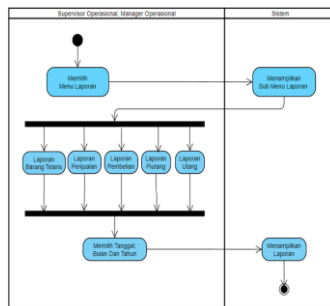 Supervisor Operasional, Manager Operasional
Sistem
Memilih
Menu Laporan
Menampilkan
Sub Menu Laporan
Laporan
Barang Telaris
Laporan
Penjualan
Laporan
Pembelian
Laporan
Piutang
Laporan
Utang
Memilih Tanggal,
Bulan Dan Tahun
Menampilkan
Laporan